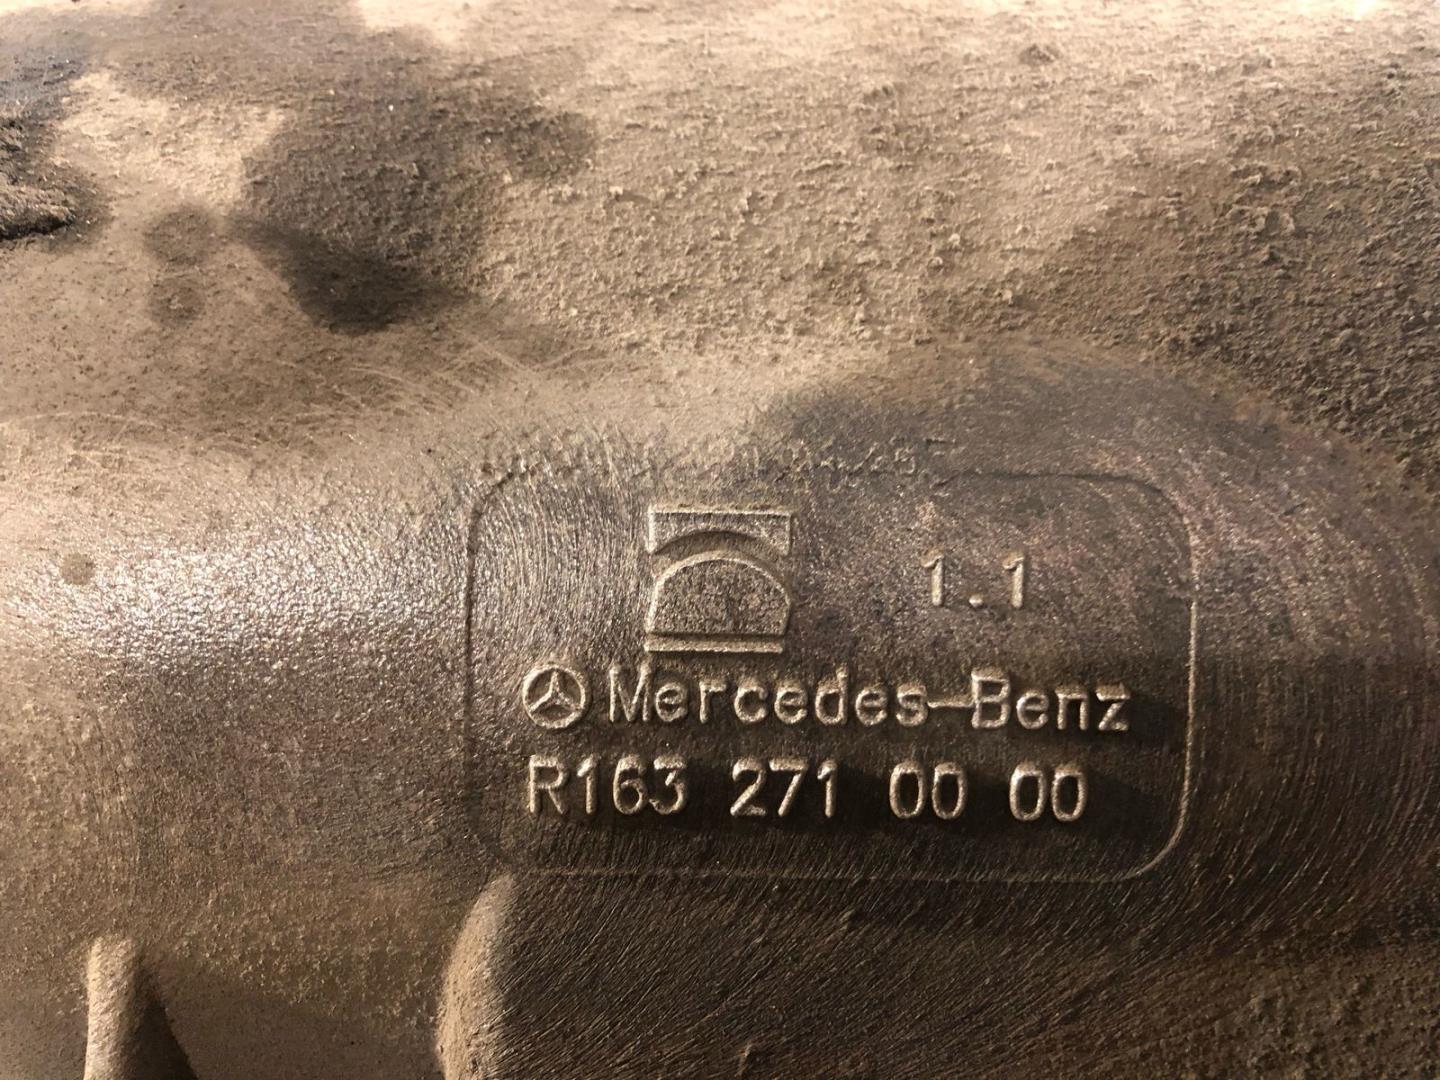 1.1
Mercedes-Benz
R163 271 00 00